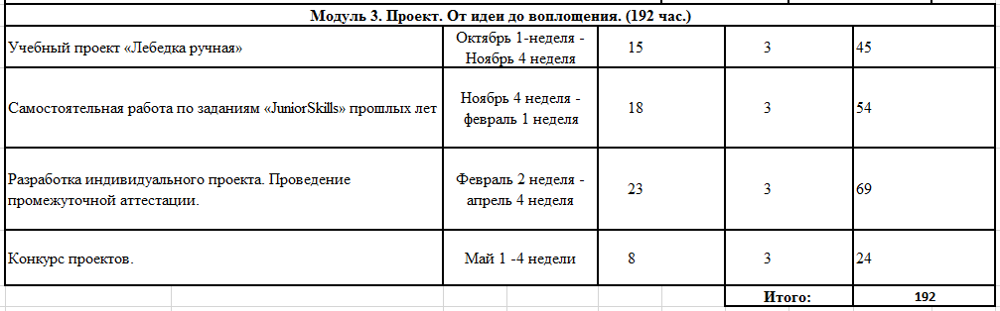 Модуль 3. Проект. От идеи до воплощения. (192 час.)
Учебный проект «Лебедка ручная»
Октябрь 1-неделя -
Ноябрь 4 неделя
15
3
45
Самостоятельная работа по заданиям «JuniorSkills» прошлых лет
Ноябрь 4 неделя -
февраль 1 неделя
18
3
54
Разработка индивидуального проекта. Проведение
промежуточной аттестации.
Февраль 2 неделя -
апрель 4 неделя
23
3
69
Конкурс проектов.
Май 1 -4 недели
8
3
24
Итого:
192